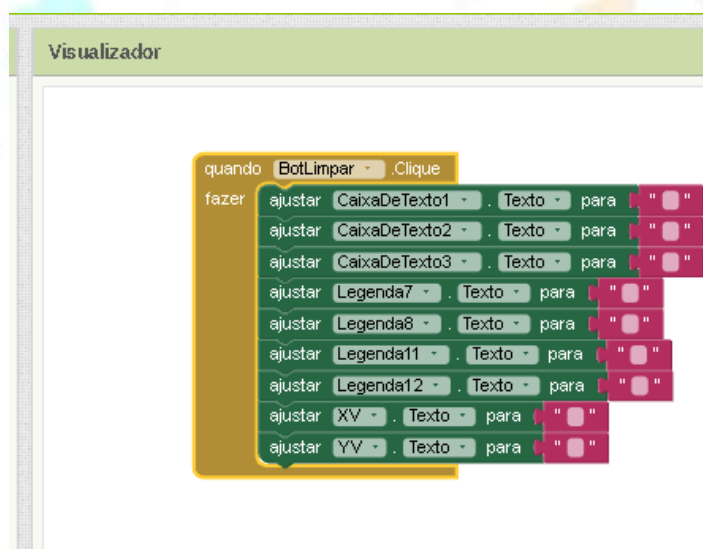 Visualizador
quando BotLimpar .Clique
fazer ajustar CaixaDeTexto1 . Texto para " "
ajustar CaixaDeTexto2 . Texto para " "
ajustar CaixaDeTexto3 . Texto para " "
ajustar Legenda7 . Texto para " "
ajustar Legenda8 . Texto para " "
ajustar Legenda11 . Texto para " "
ajustar Legenda12 . Texto para " "
ajustar XV . Texto para " "
ajustar YV . Texto para " "